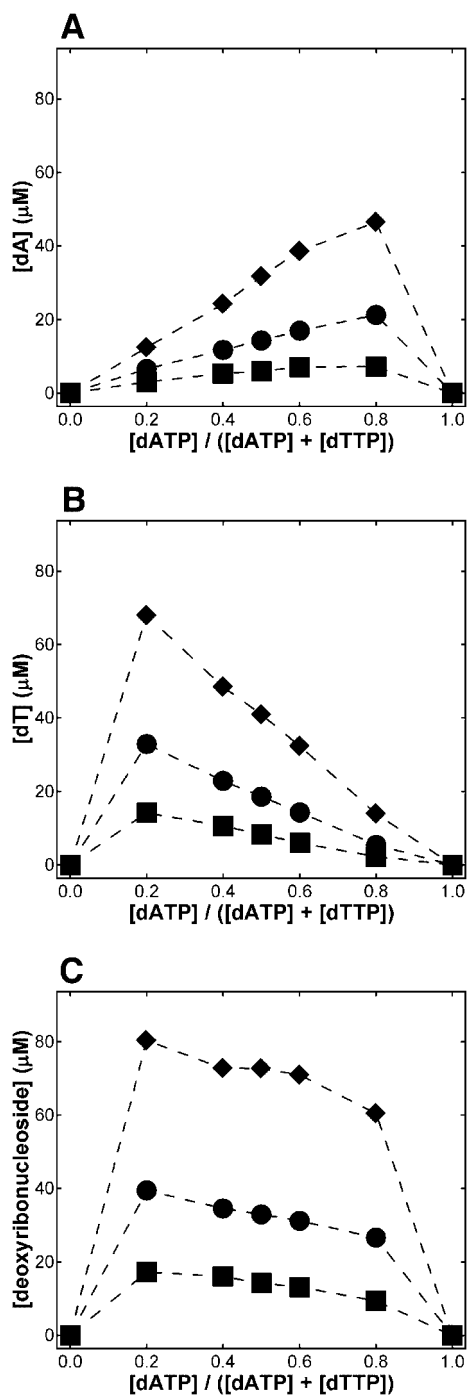 A
80
60
40
20
0
[dA] (μM)
0.0 0.2 0.4 0.6 0.8 1.0
[dATP] / ([dATP] + [dTTP])
B
80
60
40
20
0
[dT] (μM)
0.0 0.2 0.4 0.6 0.8 1.0
[dATP] / ([dATP] + [dTTP])
C
80
60
40
20
0
[deoxyribonucleoside] (μM)
0.0 0.2 0.4 0.6 0.8 1.0
[dATP] / ([dATP] + [dTTP])